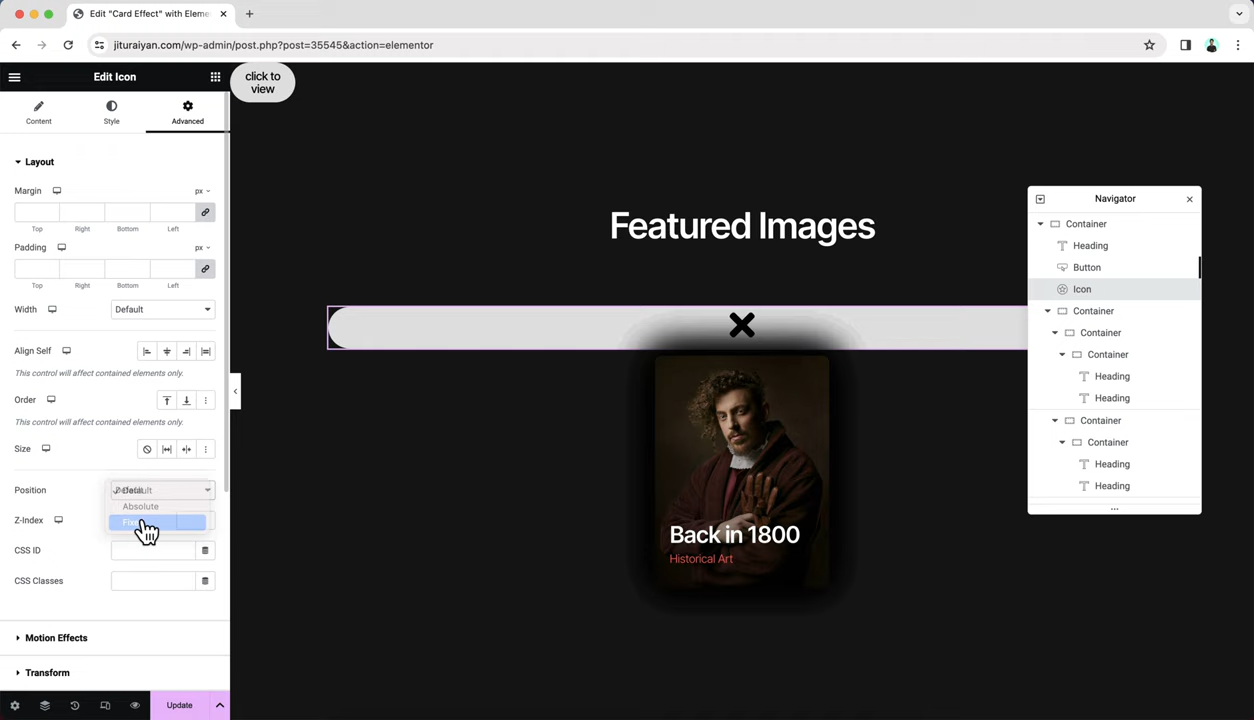 Edit "Card Effect" with Eleme
jituraiyan.com/wp-admin/post.php?post=35545&action=elementor
Edit Icon
click to
view
Content
Style
Advanced
Layout
Margin
px
Top
Right
Bottom
Left
Padding
px
Top
Right
Bottom
Left
Width
Default
Align Self
This control will affect contained elements only.
Order
This control will affect contained elements only.
Size
Position
Default
Absolute
Z-Index
CSS ID
CSS Classes
Motion Effects
Transform
Update
Featured Images
Back in 1800
Historical Art
Navigator
Container
Heading
Button
Icon
Container
Container
Container
Heading
Heading
Container
Container
Heading
Heading